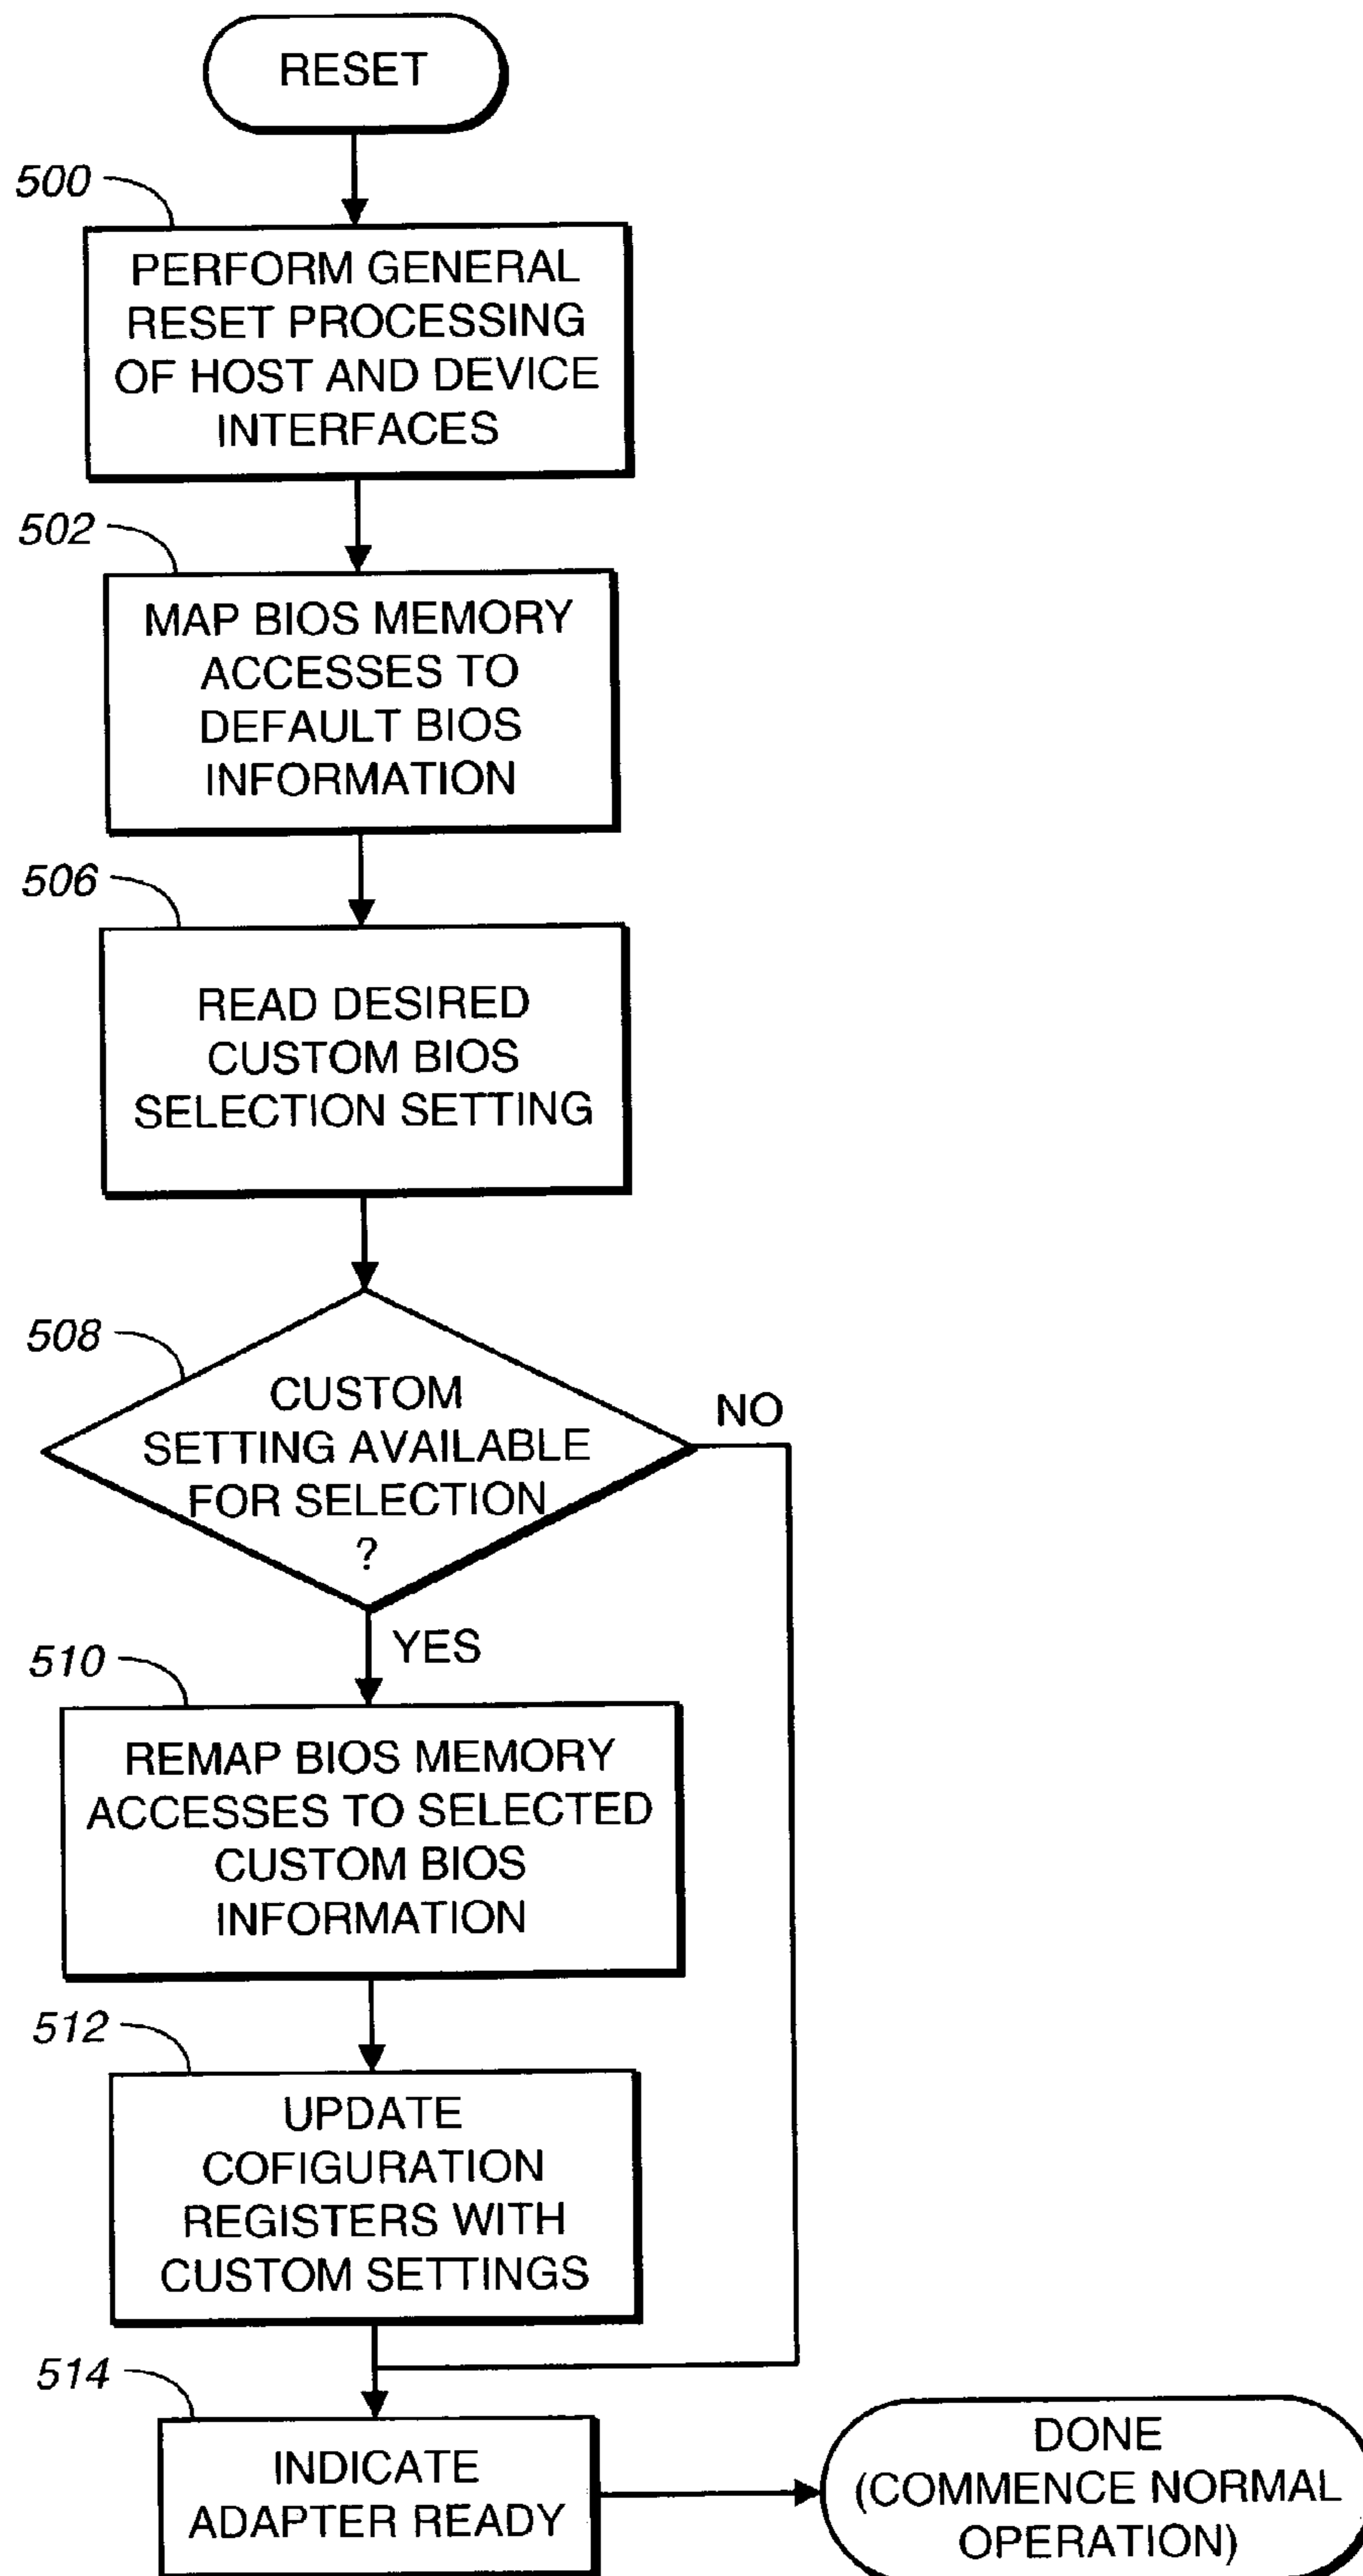 RESET
500
PERFORM GENERAL
RESET PROCESSING
OF HOST AND DEVICE
INTERFACES
502
MAP BIOS MEMORY
ACCESSES TO
DEFAULT BIOS
INFORMATION
506
READ DESIRED
CUSTOM BIOS
SELECTION SETTING
508
CUSTOM
SETTING AVAILABLE
FOR SELECTION
?
NO
YES
510
REMAP BIOS MEMORY
ACCESSES TO SELECTED
CUSTOM BIOS
INFORMATION
512
UPDATE
COFIGURATION
REGISTERS WITH
CUSTOM SETTINGS
514
INDICATE
ADAPTER READY
DONE
(COMMENCE NORMAL
OPERATION)